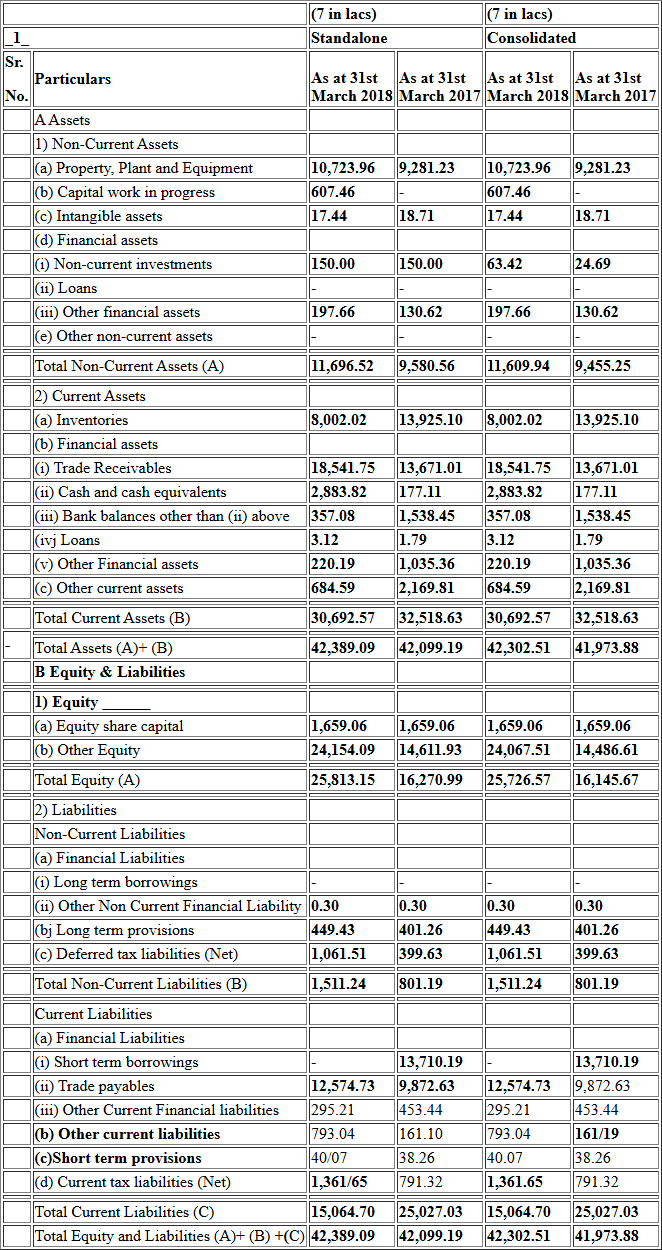 (7 in lacs) (7 in lacs)
_1_ Standalone Consolidated
Sr. No. Particulars As at 31st March 2018 As at 31st March 2017 As at 31st March 2018 As at 31st March 2017
A Assets
1) Non-Current Assets
(a) Property, Plant and Equipment 10,723.96 9,281.23 10,723.96 9,281.23
(b) Capital work in progress 607.46 - 607.46 -
(c) Intangible assets 17.44 18.71 17.44 18.71
(d) Financial assets
(i) Non-current investments 150.00 150.00 63.42 24.69
(ii) Loans - - - -
(iii) Other financial assets 197.66 130.62 197.66 130.62
(e) Other non-current assets - - - -
Total Non-Current Assets (A) 11,696.52 9,580.56 11,609.94 9,455.25
2) Current Assets
(a) Inventories 8,002.02 13,925.10 8,002.02 13,925.10
(b) Financial assets
(i) Trade Receivables 18,541.75 13,671.01 18,541.75 13,671.01
(ii) Cash and cash equivalents 2,883.82 177.11 2,883.82 177.11
(iii) Bank balances other than (ii) above 357.08 1,538.45 357.08 1,538.45
(ivj Loans 3.12 1.79 3.12 1.79
(v) Other Financial assets 220.19 1,035.36 220.19 1,035.36
(c) Other current assets 684.59 2,169.81 684.59 2,169.81
Total Current Assets (B) 30,692.57 32,518.63 30,692.57 32,518.63
- Total Assets (A)+ (B) 42,389.09 42,099.19 42,302.51 41,973.88
B Equity & Liabilities
1) Equity ______
(a) Equity share capital 1,659.06 1,659.06 1,659.06 1,659.06
(b) Other Equity 24,154.09 14,611.93 24,067.51 14,486.61
Total Equity (A) 25,813.15 16,270.99 25,726.57 16,145.67
2) Liabilities
Non-Current Liabilities
(a) Financial Liabilities
(i) Long term borrowings - - - -
(ii) Other Non Current Financial Liability 0.30 0.30 0.30 0.30
(bj Long term provisions 449.43 401.26 449.43 401.26
(c) Deferred tax liabilities (Net) 1,061.51 399.63 1,061.51 399.63
Total Non-Current Liabilities (B) 1,511.24 801.19 1,511.24 801.19
Current Liabilities
(a) Financial Liabilities
(i) Short term borrowings - 13,710.19 - 13,710.19
(ii) Trade payables 12,574.73 9,872.63 12,574.73 9,872.63
(iii) Other Current Financial liabilities 295.21 453.44 295.21 453.44
(b) Other current liabilities 793.04 161.10 793.04 161/19
(c)Short term provisions 40/07 38.26 40.07 38.26
(d) Current tax liabilities (Net) 1,361/65 791.32 1,361.65 791.32
Total Current Liabilities (C) 15,064.70 25,027.03 15,064.70 25,027.03
Total Equity and Liabilities (A)+ (B) +(C) 42,389.09 42,099.19 42,302.51 41,973.88